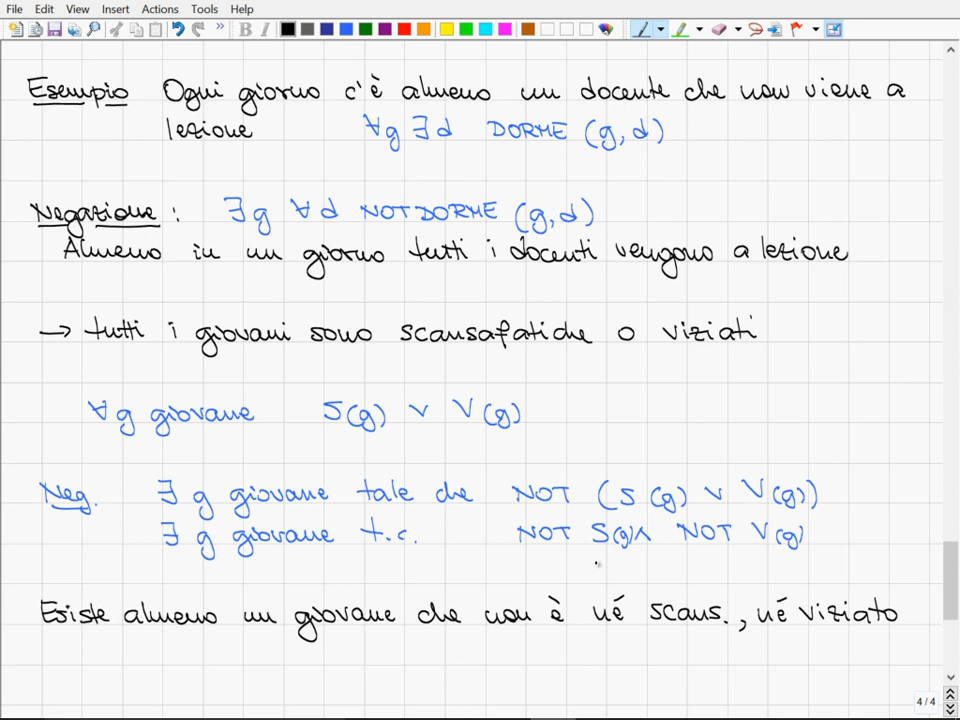 File Edit View Insert Actions Tools Help
Esempio Ogni giorno c'è almeno un docente che non viene a
lezione ∀g ∃d DORME (g,d)
Negazione: ∃g ∀d NOT DORME (g,d)
Almeno in un giorno tutti i docenti vengono a lezione
→ tutti i giovani sono scansafatiche o viziati
∀g giovane S(g) ∨ V(g)
Neg. ∃ g giovane tale che NOT (S(g) ∨ V(g))
∃ g giovane t.c. NOT S(g) ∧ NOT V(g)
Esiste almeno un giovane che non è né scans., né viziato
4 / 4